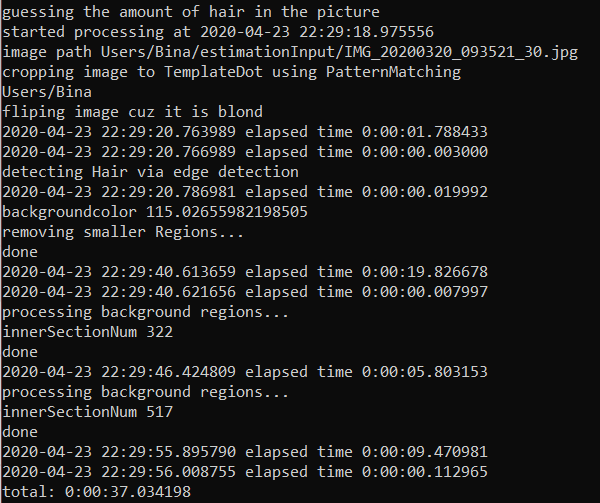 guessing the amount of hair in the picture
started processing at 2020-04-23 22:29:18.975556
image path Users/Bina/estimationInput/IMG_20200320_093521_30.jpg
cropping image to TemplateDot using PatternMatching
Users/Bina
fliping image cuz it is blond
2020-04-23 22:29:20.763989 elapsed time 0:00:01.788433
2020-04-23 22:29:20.766989 elapsed time 0:00:00.003000
detecting Hair via edge detection
2020-04-23 22:29:20.786981 elapsed time 0:00:00.019992
backgroundcolor 115.02655982198505
removing smaller Regions...
done
2020-04-23 22:29:40.613659 elapsed time 0:00:19.826678
2020-04-23 22:29:40.621656 elapsed time 0:00:00.007997
processing background regions...
innerSectionNum 322
done
2020-04-23 22:29:46.424809 elapsed time 0:00:05.803153
processing background regions...
innerSectionNum 517
done
2020-04-23 22:29:55.895790 elapsed time 0:00:09.470981
2020-04-23 22:29:56.008755 elapsed time 0:00:00.112965
total: 0:00:37.034198